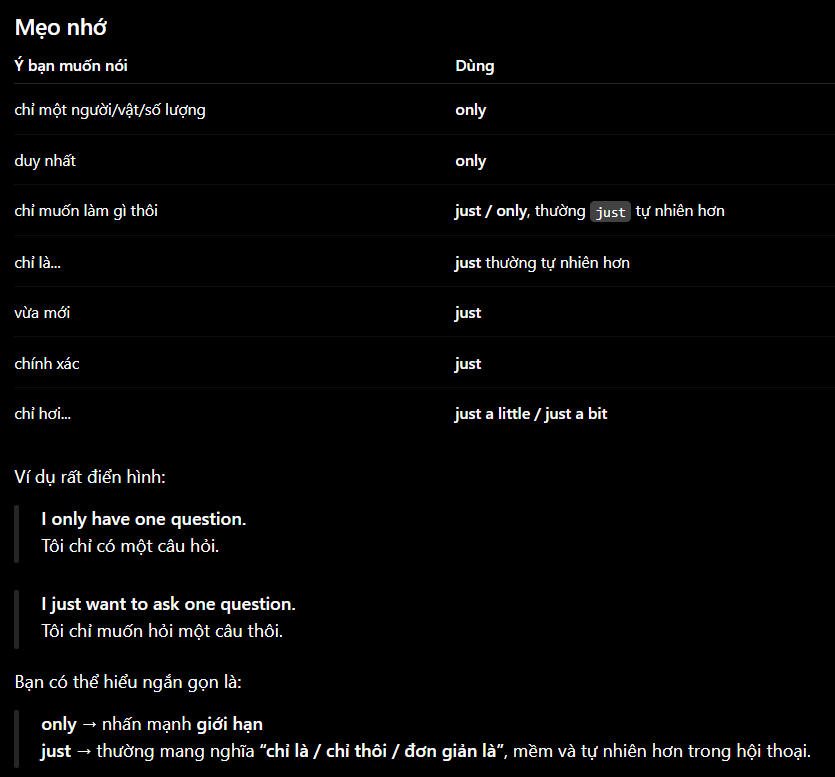 Mẹo nhớ
Ý bạn muốn nói Dùng
chỉ một người/vật/số lượng only
duy nhất only
chỉ muốn làm gì thôi just / only, thường just tự nhiên hơn
chỉ là... just thường tự nhiên hơn
vừa mới just
chính xác just
chỉ hơi... just a little / just a bit
Ví dụ rất điển hình:
I only have one question.
Tôi chỉ có một câu hỏi.
I just want to ask one question.
Tôi chỉ muốn hỏi một câu thôi.
Bạn có thể hiểu ngắn gọn là:
only → nhấn mạnh giới hạn
just → thường mang nghĩa “chỉ là / chỉ thôi / đơn giản là”, mềm và tự nhiên hơn trong hội thoại.